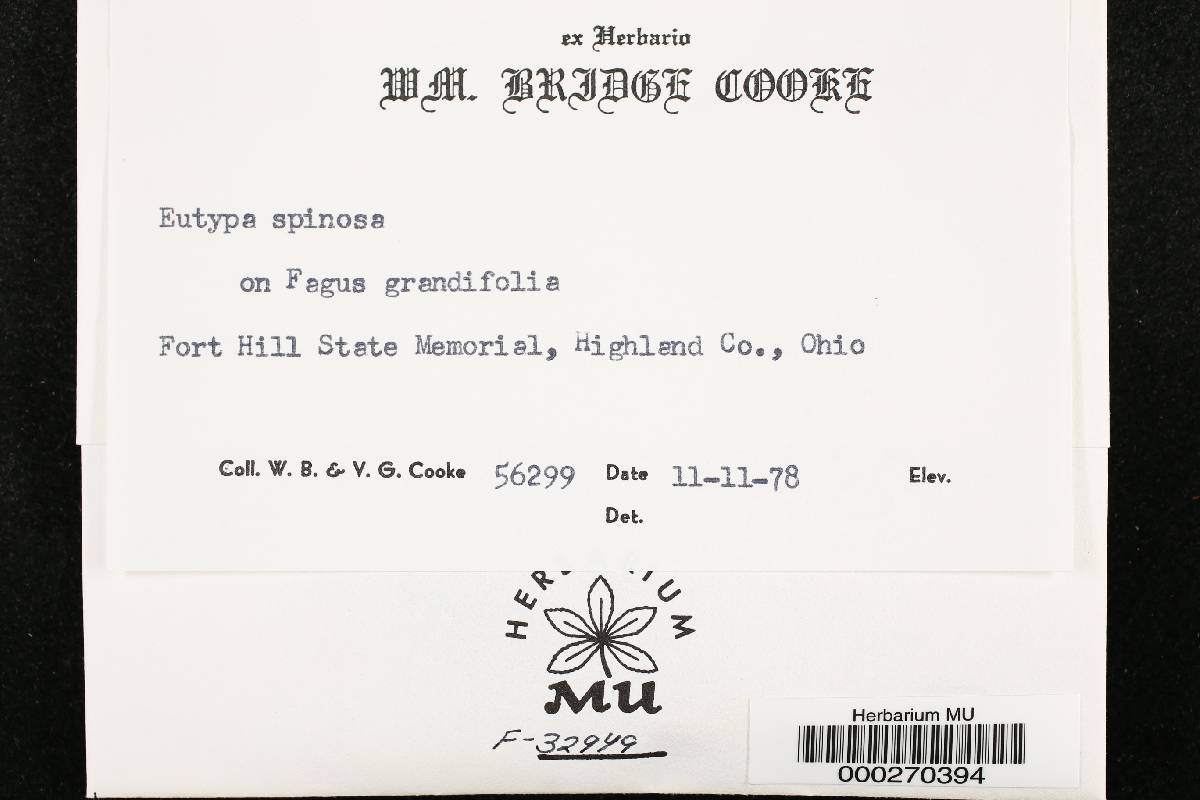 ex Herbario
WM. BRIDGE COOKE
Eutypa spinosa
on Fagus grandifolia
Fort Hill State Memorial, Highland Co., Ohio
Coll. W. B. & V. G. Cooke 56299 Date 11-11-78 Elev.
Det.
HERBARIUM
MU
F-32949
Herbarium MU
000270394